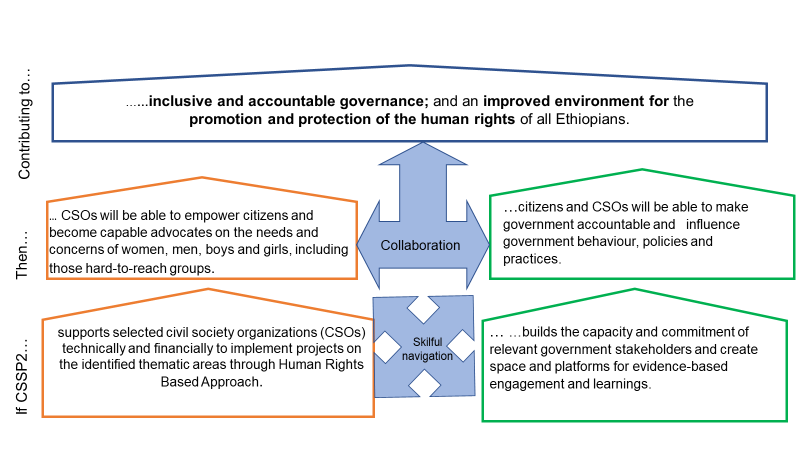 Contributing to…
…...inclusive and accountable governance; and an improved environment for the
promotion and protection of the human rights of all Ethiopians.
Then…
… CSOs will be able to empower citizens and
become capable advocates on the needs and
concerns of women, men, boys and girls, including
those hard-to-reach groups.
Collaboration
…citizens and CSOs will be able to make
government accountable and influence
government behaviour, policies and
practices.
If CSSP2…
supports selected civil society organizations (CSOs)
technically and financially to implement projects on
the identified thematic areas through Human Rights
Based Approach.
Skilful
navigation
… …builds the capacity and commitment of
relevant government stakeholders and create
space and platforms for evidence-based
engagement and learnings.